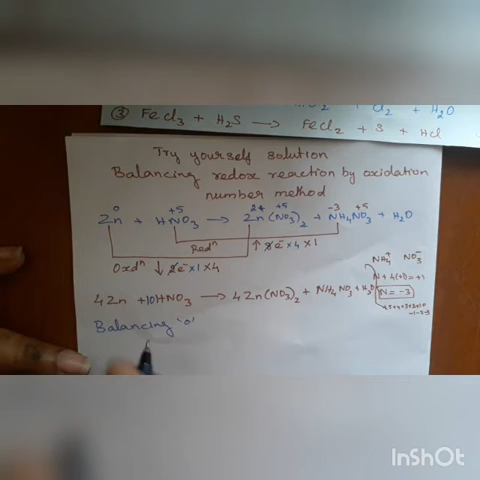 ③ FeCl₃ + H₂S ⟶ FeCl₂ + S + HCl
Try yourself solution
Balancing redox reaction by oxidation
number method
0 +5 2+ +5 -3 +5
Zn + HNO₃ → Zn(NO₃)₂ + NH₄NO₃ + H₂O
Redⁿ ↑ 8e⁻ × 4 × 1
Oxdⁿ ↓ 2e⁻ × 1 × 4
NH₄⁺ NO₃⁻
N + 4(+1) = +1
N = -3
4Zn + 10HNO₃ ⟶ 4Zn(NO₃)₂ + NH₄NO₃ + H₂O
Balancing 'O'
InShOt